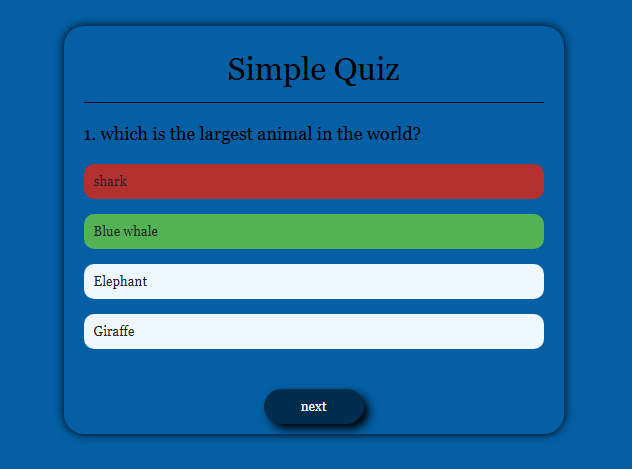 Simple Quiz
1. which is the largest animal in the world?
shark
Blue whale
Elephant
Giraffe
next